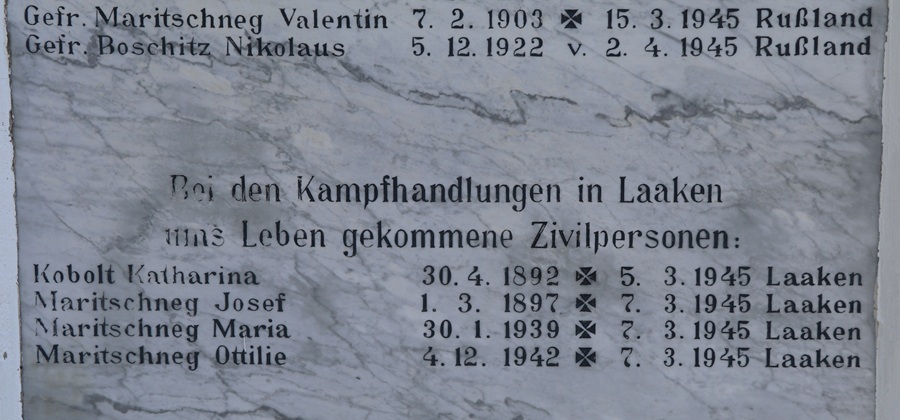 Gefr. Maritschneg Valentin 7. 2. 1903 ✠ 15. 3. 1945 Rußland
Gefr. Boschitz Nikolaus 5. 12. 1922 v. 2. 4. 1945 Rußland
Bei den Kampfhandlungen in Laaken
ums Leben gekommene Zivilpersonen:
Kobolt Katharina 30. 4. 1892 ✠ 5. 3. 1945 Laaken
Maritschneg Josef 1. 3. 1897 ✠ 7. 3. 1945 Laaken
Maritschneg Maria 30. 1. 1939 ✠ 7. 3. 1945 Laaken
Maritschneg Ottilie 4. 12. 1942 ✠ 7. 3. 1945 Laaken